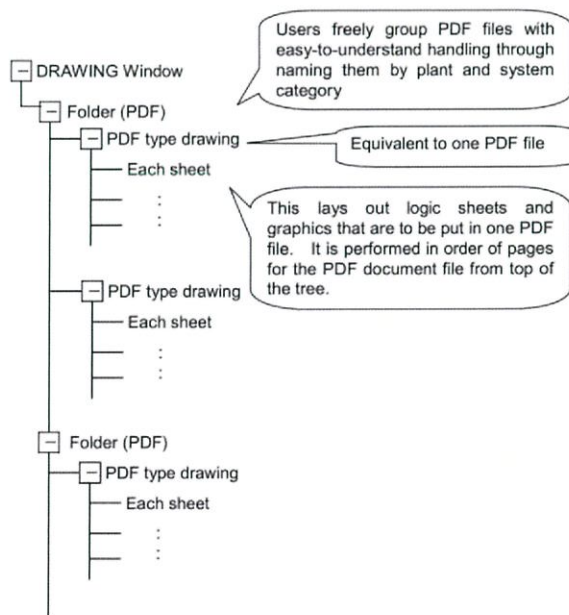 Users freely group PDF files with
easy-to-understand handling through
naming them by plant and system
category
DRAWING Window
Folder (PDF)
PDF type drawing
Equivalent to one PDF file
Each sheet
:
:
This lays out logic sheets and
graphics that are to be put in one PDF
file. It is performed in order of pages
for the PDF document file from top of
the tree.
PDF type drawing
Each sheet
:
:
Folder (PDF)
PDF type drawing
Each sheet
:
: